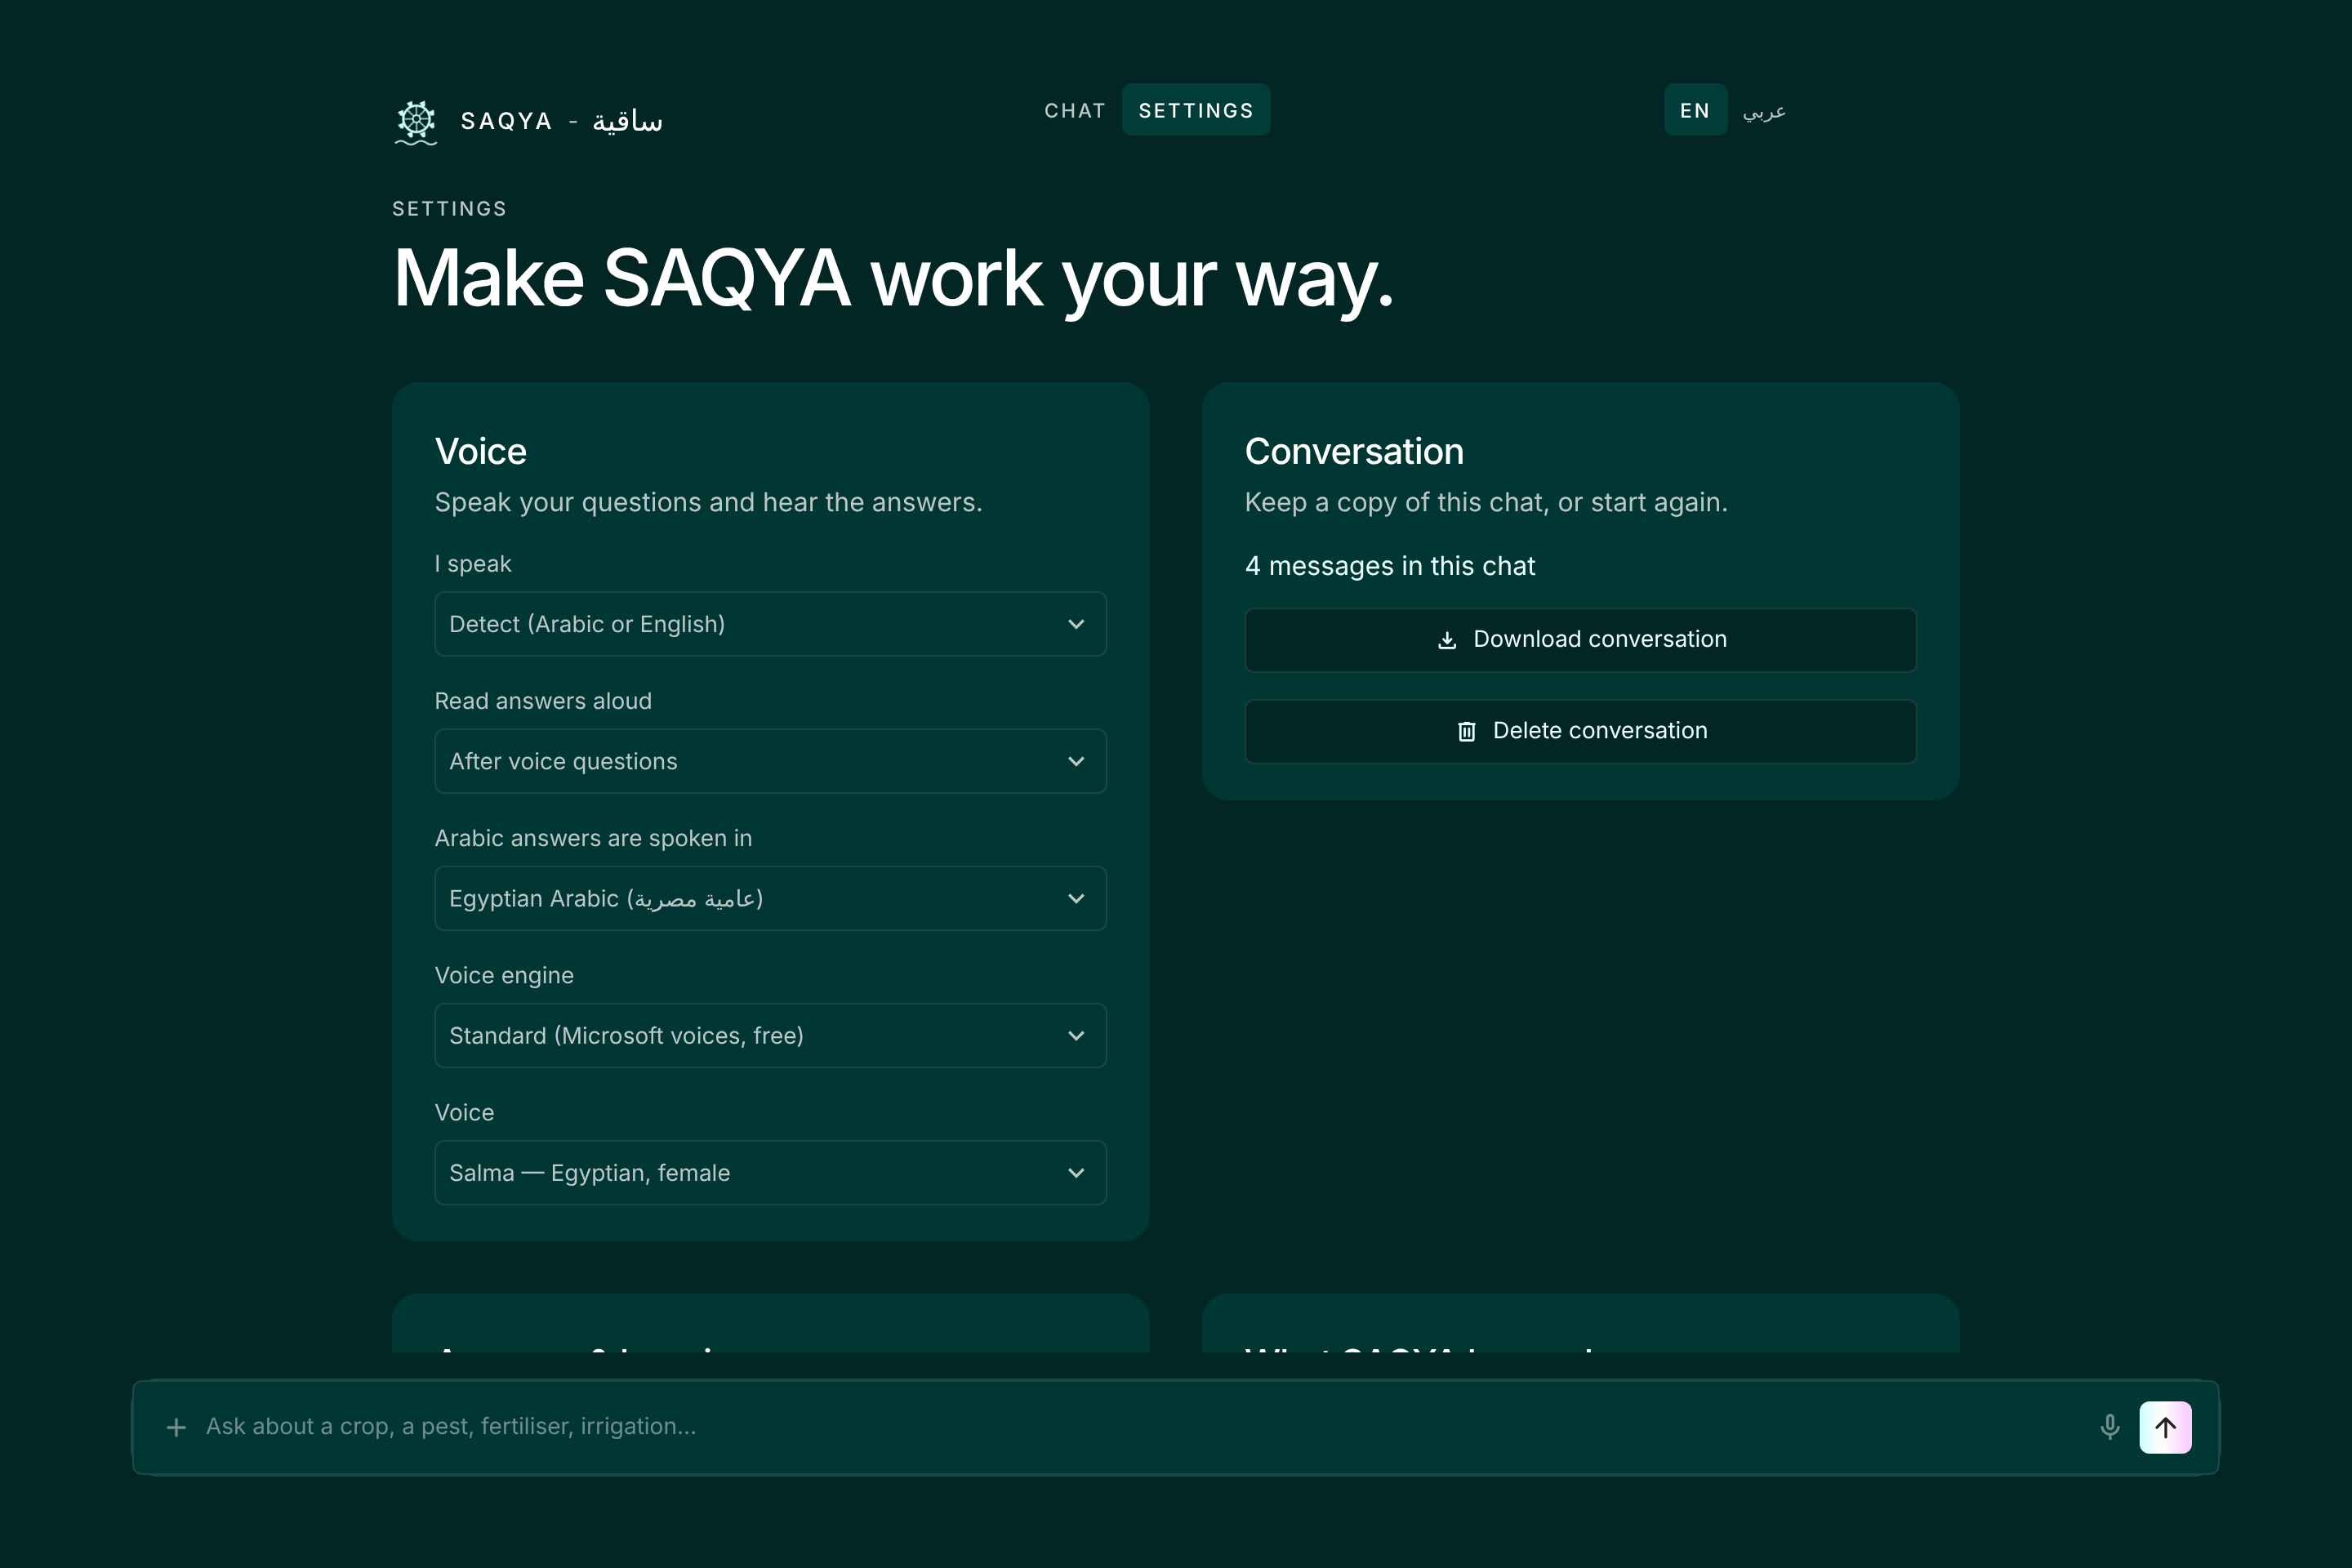 SAQYA - ساقية
CHAT
SETTINGS
EN
عربي
SETTINGS
Make SAQYA work your way.
Voice
Speak your questions and hear the answers.
I speak
Detect (Arabic or English)
Read answers aloud
After voice questions
Arabic answers are spoken in
Egyptian Arabic (عامية مصرية)
Voice engine
Standard (Microsoft voices, free)
Voice
Salma — Egyptian, female
Conversation
Keep a copy of this chat, or start again.
4 messages in this chat
Download conversation
Delete conversation
What SAQYA
Ask about a crop, a pest, fertiliser, irrigation...